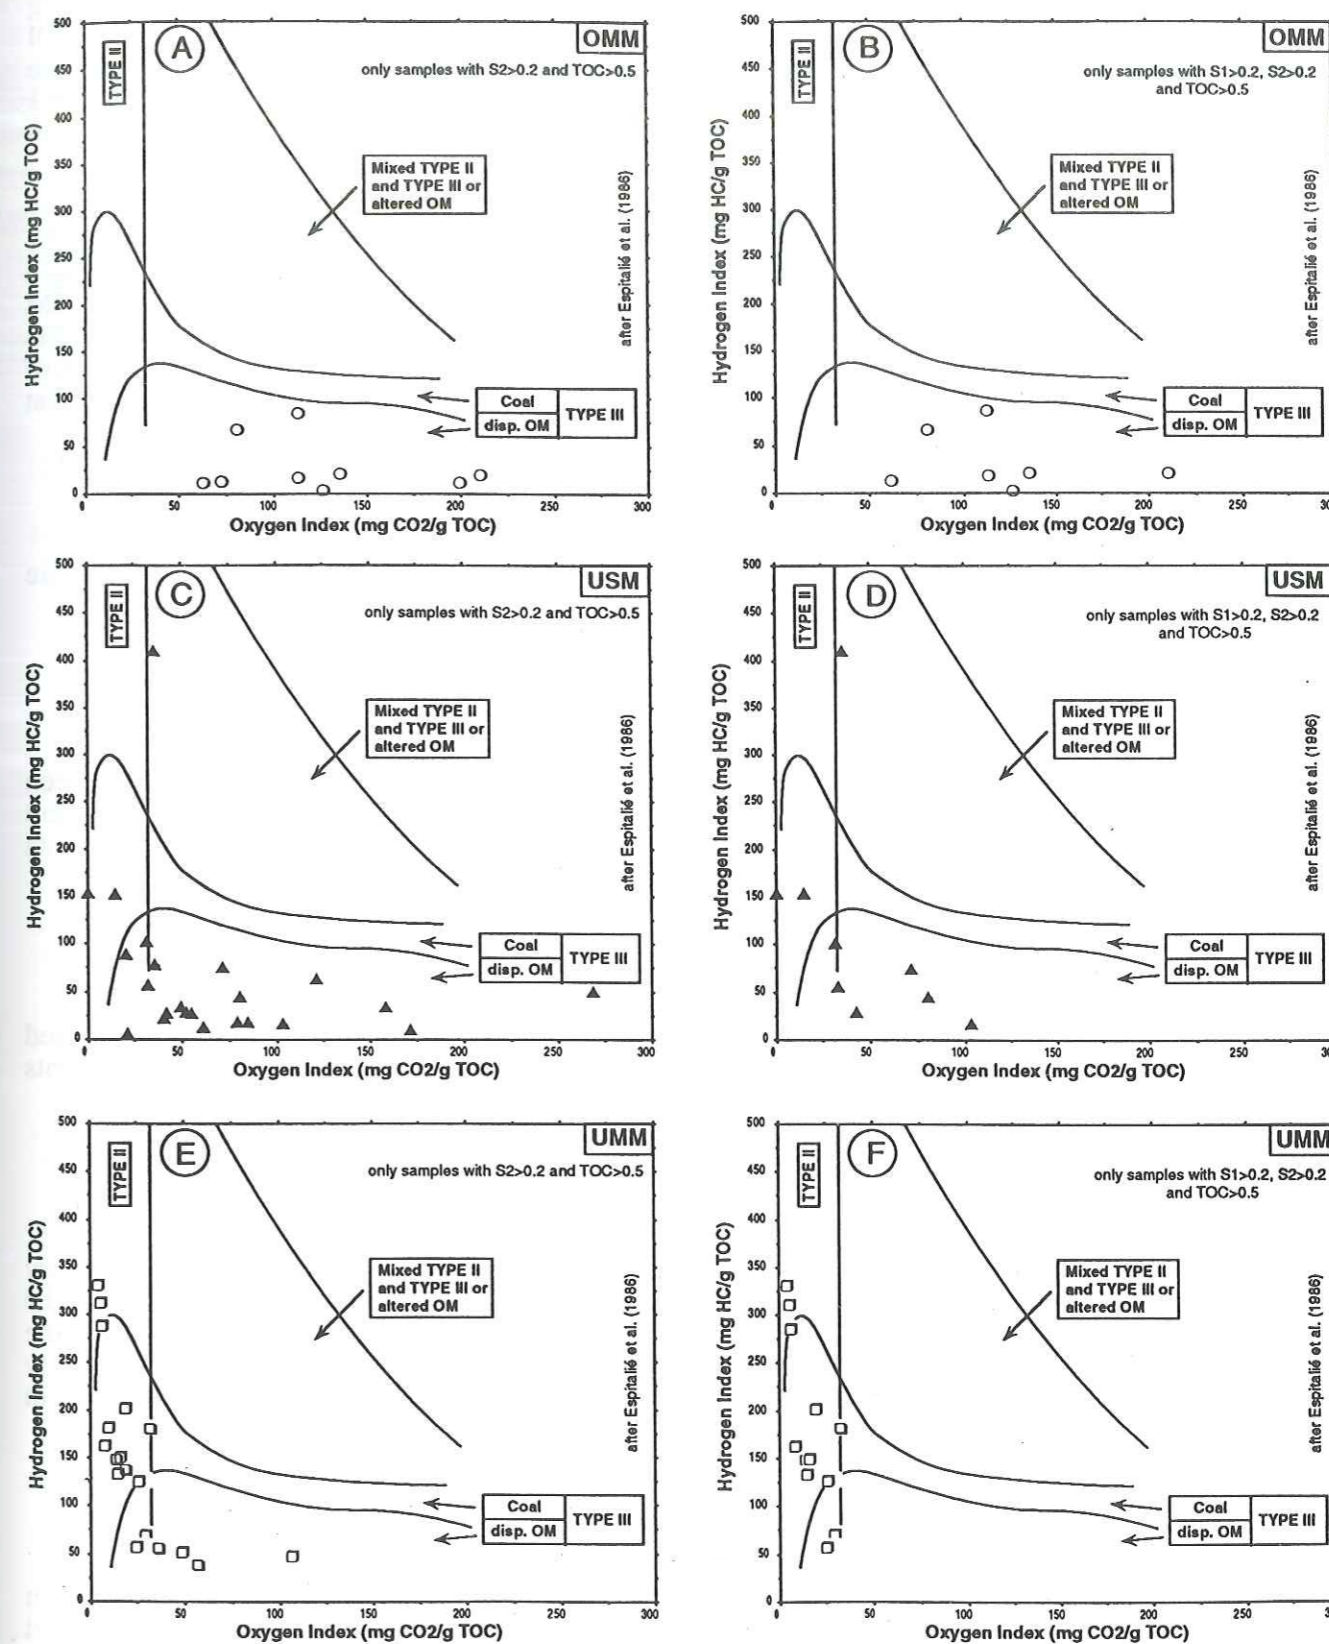 A
OMM
TYPE II
only samples with S2>0.2 and TOC>0.5
Mixed TYPE II
and TYPE III or
altered OM
after Espitalié et al. (1986)
Coal
disp. OM
TYPE III
Hydrogen Index (mg HC/g TOC)
500
450
400
350
300
250
200
150
100
50
0
50
100
150
200
250
300
Oxygen Index (mg CO2/g TOC)
B
OMM
TYPE II
only samples with S1>0.2, S2>0.2
and TOC>0.5
Mixed TYPE II
and TYPE III or
altered OM
after Espitalié et al. (1986)
Coal
disp. OM
TYPE III
Hydrogen Index (mg HC/g TOC)
500
450
400
350
300
250
200
150
100
50
0
50
100
150
200
250
300
Oxygen Index (mg CO2/g TOC)
C
USM
TYPE II
only samples with S2>0.2 and TOC>0.5
Mixed TYPE II
and TYPE III or
altered OM
after Espitalié et al. (1986)
Coal
disp. OM
TYPE III
Hydrogen Index (mg HC/g TOC)
500
450
400
350
300
250
200
150
100
50
0
0
50
100
150
200
250
300
Oxygen Index (mg CO2/g TOC)
D
USM
TYPE II
only samples with S1>0.2, S2>0.2
and TOC>0.5
Mixed TYPE II
and TYPE III or
altered OM
after Espitalié et al. (1986)
Coal
disp. OM
TYPE III
Hydrogen Index (mg HC/g TOC)
500
450
400
350
300
250
200
150
100
50
0
0
50
100
150
200
250
Oxygen Index (mg CO2/g TOC)
E
UMM
TYPE II
only samples with S2>0.2 and TOC>0.5
Mixed TYPE II
and TYPE III or
altered OM
after Espitalié et al. (1986)
Coal
disp. OM
TYPE III
Hydrogen Index (mg HC/g TOC)
500
450
400
350
300
250
200
150
100
50
0
0
50
100
150
200
250
300
Oxygen Index (mg CO2/g TOC)
F
UMM
TYPE II
only samples with S1>0.2, S2>0.2
and TOC>0.5
Mixed TYPE II
and TYPE III or
altered OM
after Espitalié et al. (1986)
Coal
disp. OM
TYPE III
Hydrogen Index (mg HC/g TOC)
500
450
400
350
300
250
200
150
100
50
0
0
50
100
150
200
250
Oxygen Index (mg CO2/g TOC)